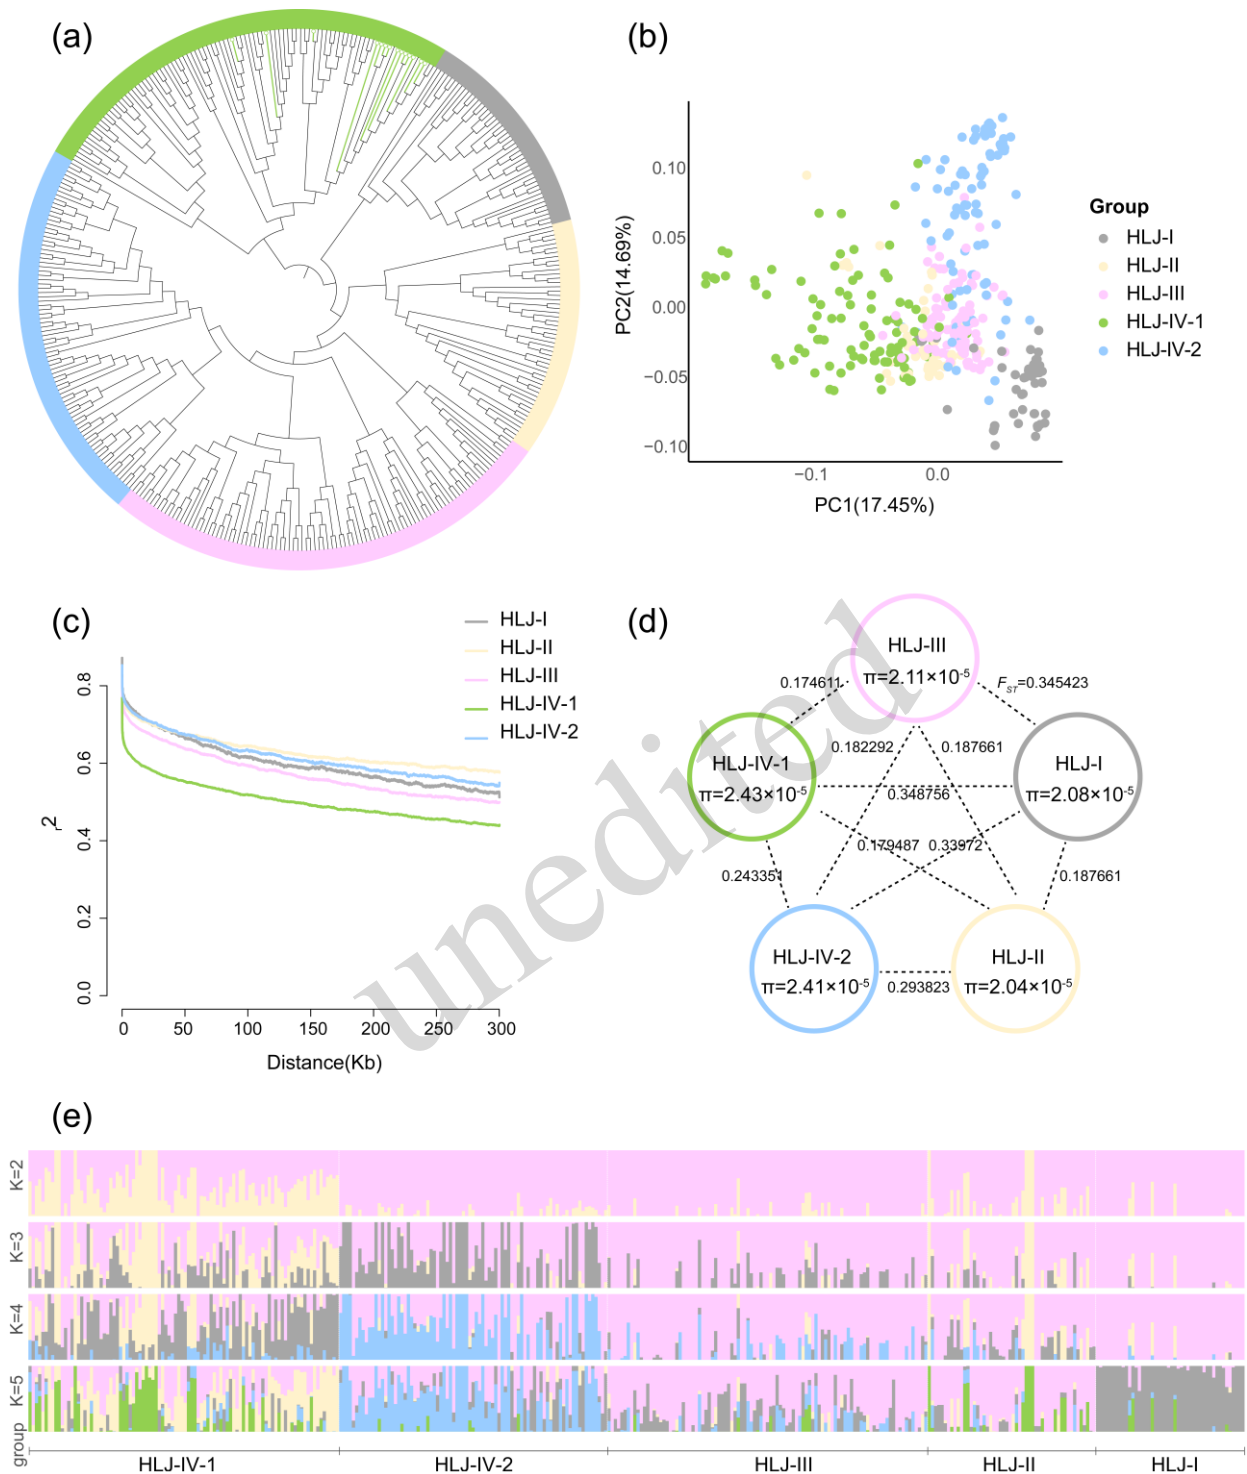 (a)
(b)
0.10
0.05
0.00
−0.05
−0.10
PC2(14.69%)
−0.1
0.0
PC1(17.45%)
Group
HLJ-I
HLJ-II
HLJ-III
HLJ-IV-1
HLJ-IV-2
(c)
HLJ-I
HLJ-II
HLJ-III
HLJ-IV-1
HLJ-IV-2
0.8
0.6
0.4
0.2
0.0
r2
0
50
100
150
200
250
300
Distance(Kb)
(d)
HLJ-III
π=2.11×10-5
0.174611
FST=0.345423
HLJ-IV-1
π=2.43×10-5
0.182292
0.187661
HLJ-I
π=2.08×10-5
0.348756
0.179487
0.33972
0.243351
0.187661
HLJ-IV-2
π=2.41×10-5
0.293823
HLJ-II
π=2.04×10-5
unedited
(e)
K=2
K=3
K=4
K=5
group
HLJ-IV-1
HLJ-IV-2
HLJ-III
HLJ-II
HLJ-I